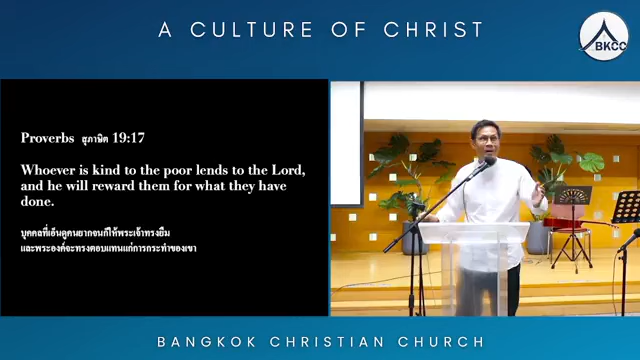 A CULTURE OF CHRIST
BKCC
Proverbs สุภาษิต 19:17
Whoever is kind to the poor lends to the Lord,
and he will reward them for what they have
done.
บุคคลที่เอ็นดูคนยากจนก็ให้พระเจ้าทรงยืม
และพระองค์จะทรงตอบแทนแก่การกระทำของเขา
BANGKOK CHRISTIAN CHURCH